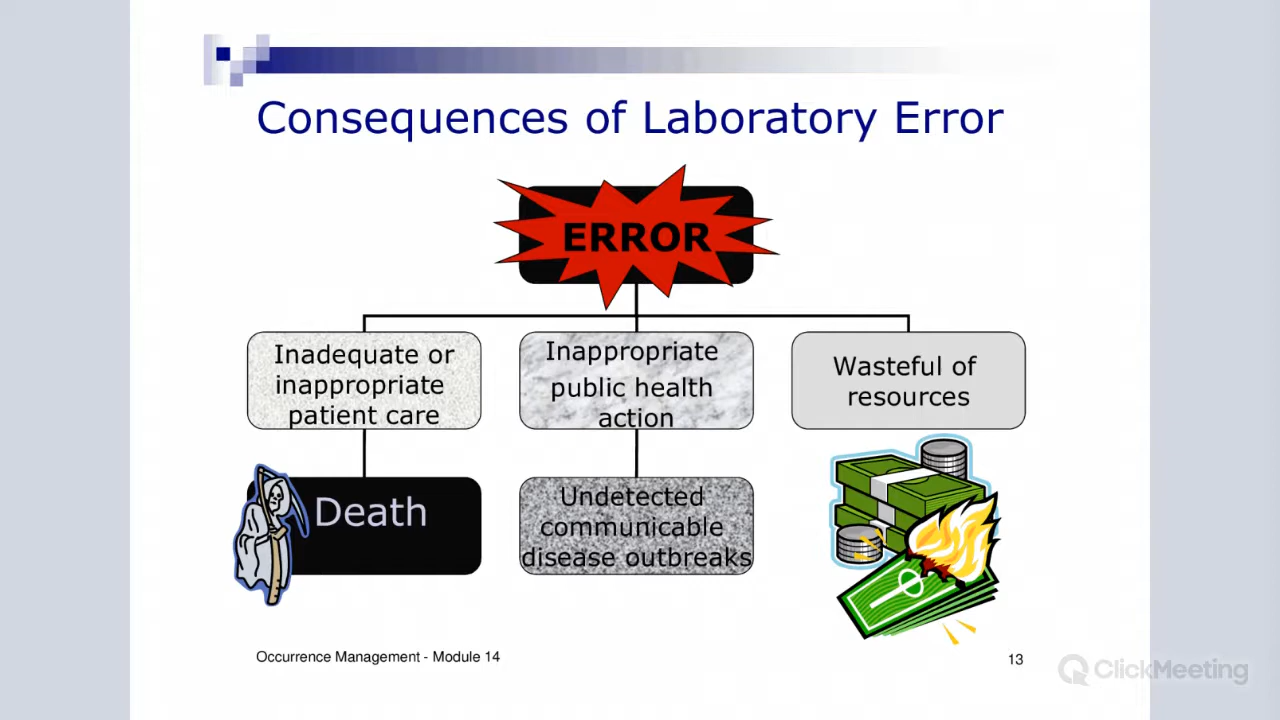 Consequences of Laboratory Error
ERROR
Inadequate or
inappropriate
patient care
Inappropriate
public health
action
Wasteful of
resources
Death
Undetected
communicable
disease outbreaks
Occurrence Management - Module 14
13
ClickMeeting